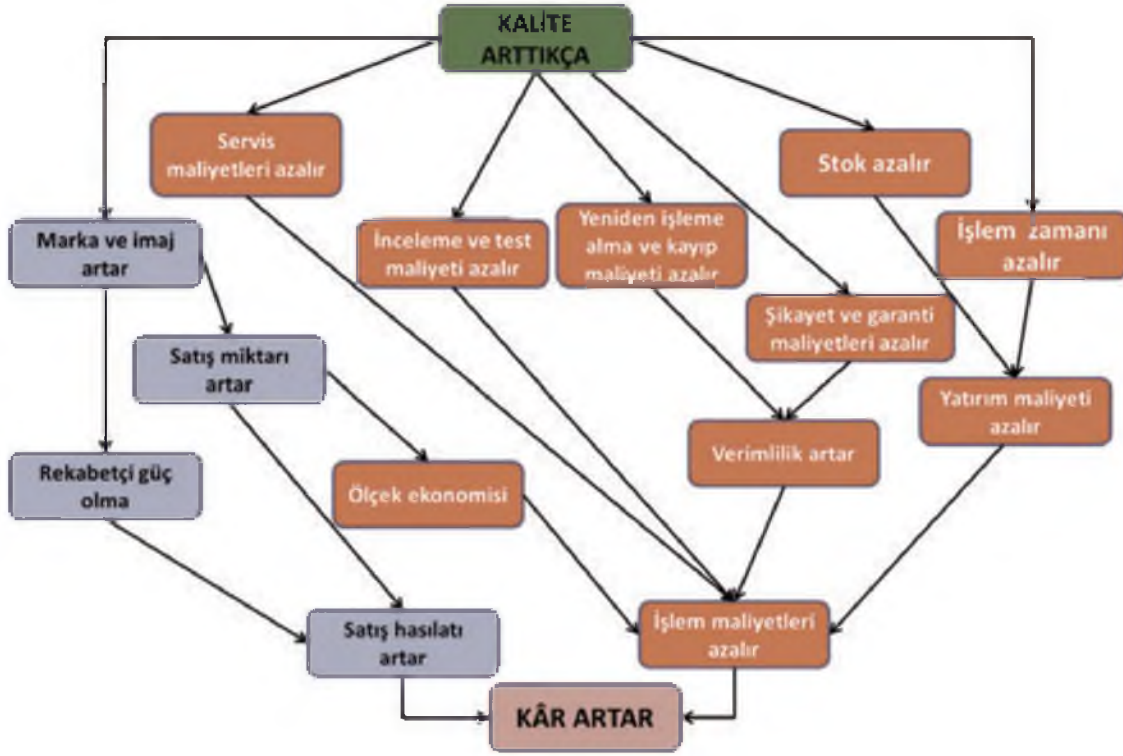 KALİTE
ARTTIKÇA
Servis
maliyetleri azalır
Stok azalır
Marka ve imaj
artar
İnceleme ve test
maliyeti azalır
Yeniden işleme
alma ve kayıp
maliyeti azalır
İşlem zamanı
azalır
Şikayet ve garanti
maliyetleri azalır
Satış miktarı
artar
Yatırım maliyeti
azalır
Verimlilik artar
Rekabetçi güç
olma
Ölçek ekonomisi
Satış hasılatı
artar
İşlem maliyetleri
azalır
KÂR ARTAR